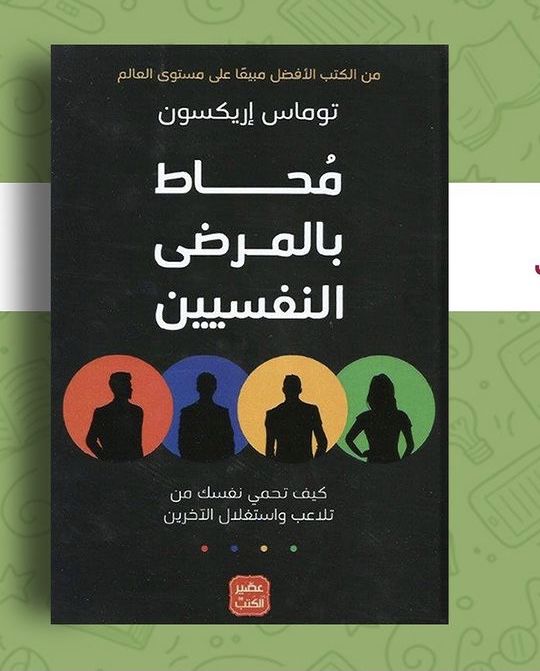 من الكتب الأفضل مبيعًا على مستوى العالم
توماس إريكسون
مُحاط
بالمرضى
النفسيين
كيف تحمي نفسك من
تلاعب واستغلال الآخرين
عصير
الكتب